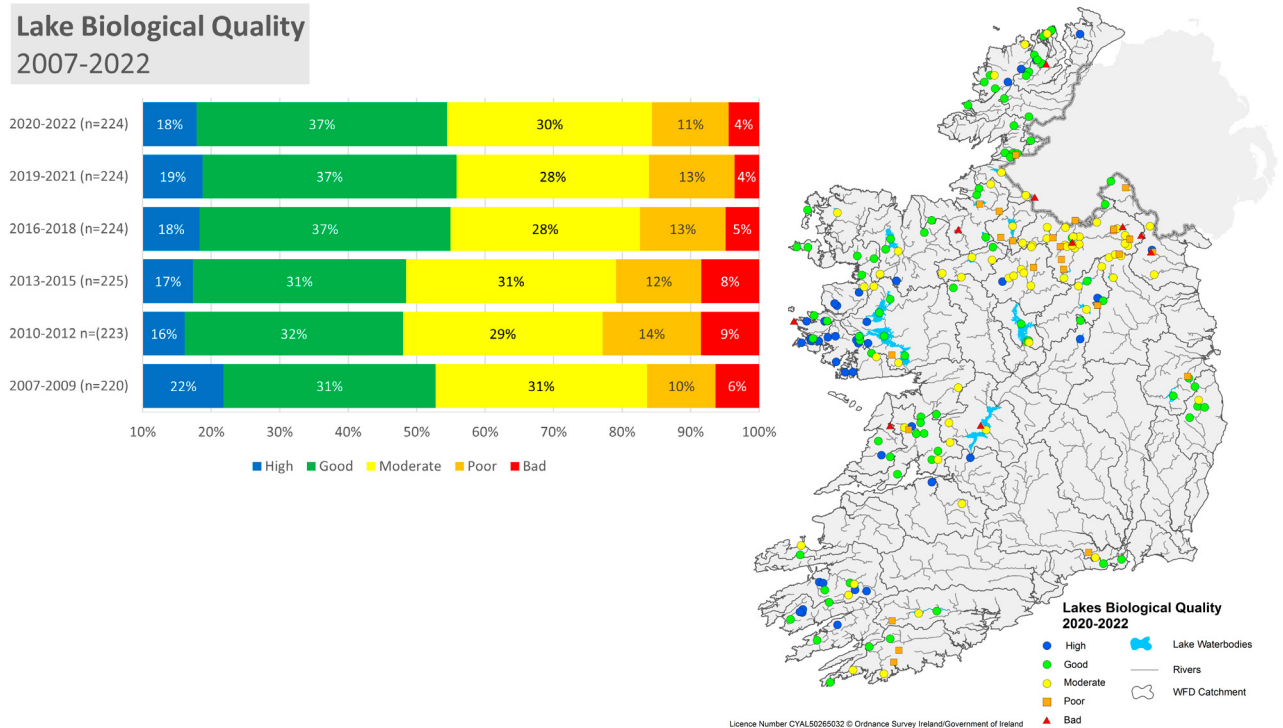 Lake Biological Quality
2007-2022
2020-2022 (n=224)
18%
37%
30%
11%
4%
2019-2021 (n=224)
19%
37%
28%
13%
4%
2016-2018 (n=224)
18%
37%
28%
13%
5%
2013-2015 (n=225)
17%
31%
31%
12%
8%
2010-2012 n=(223)
16%
32%
29%
14%
9%
2007-2009 (n=220)
22%
31%
31%
10%
6%
10% 20% 30% 40% 50% 60% 70% 80% 90% 100%
High Good Moderate Poor Bad
Lakes Biological Quality
2020-2022
High
Good
Moderate
Poor
Bad
Lake Waterbodies
Rivers
WFD Catchment
Licence Number CYAL50265032 © Ordnance Survey Ireland/Government of Ireland